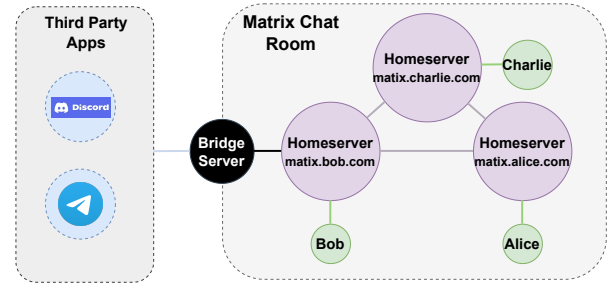 Third Party
Apps
Discord
Matrix Chat
Room
Homeserver
matix.charlie.com
Charlie
Bridge
Server
Homeserver
matix.bob.com
Homeserver
matix.alice.com
Bob
Alice